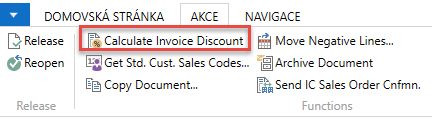 DOMOVSKÁ STRÁNKA AKCE NAVIGACE
Release Calculate Invoice Discount Move Negative Lines...
Reopen Get Std. Cust. Sales Codes... Archive Document
Copy Document... Send IC Sales Order Cnfmn.
Release Functions